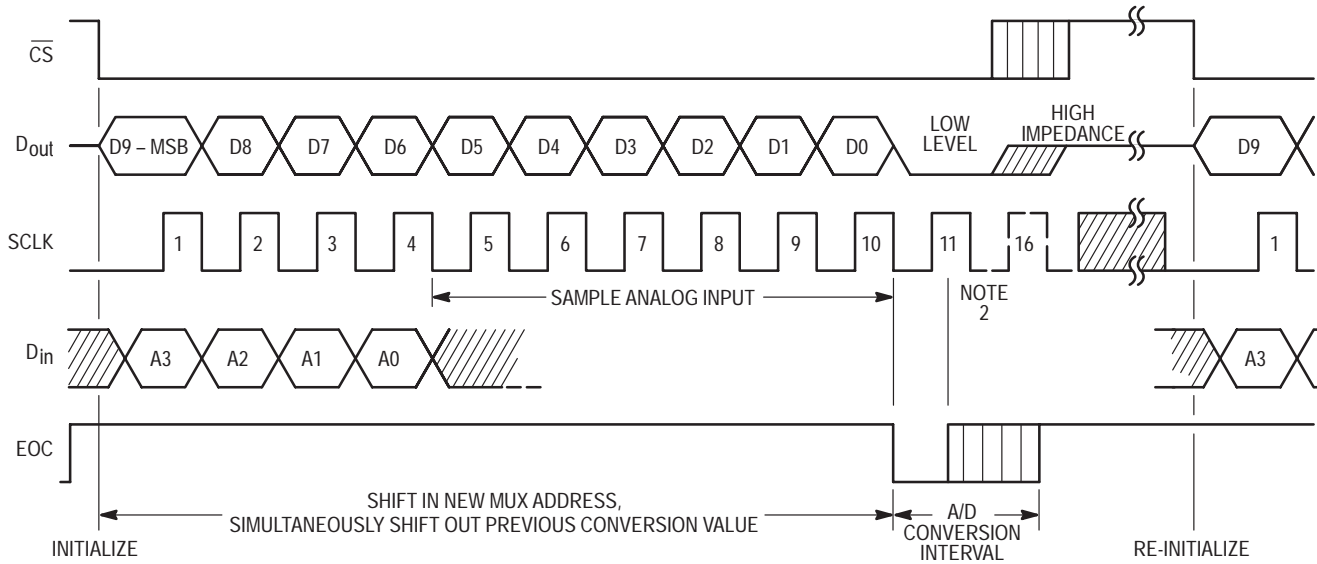 CS
Dout
D9 – MSB
D8
D7
D6
D5
D4
D3
D2
D1
D0
LOW
LEVEL
HIGH
IMPEDANCE
D9
SCLK
1
2
3
4
5
6
7
8
9
10
11
16
1
SAMPLE ANALOG INPUT
NOTE
2
Din
A3
A2
A1
A0
A3
EOC
SHIFT IN NEW MUX ADDRESS,
SIMULTANEOUSLY SHIFT OUT PREVIOUS CONVERSION VALUE
A/D
CONVERSION
INTERVAL
INITIALIZE
RE-INITIALIZE